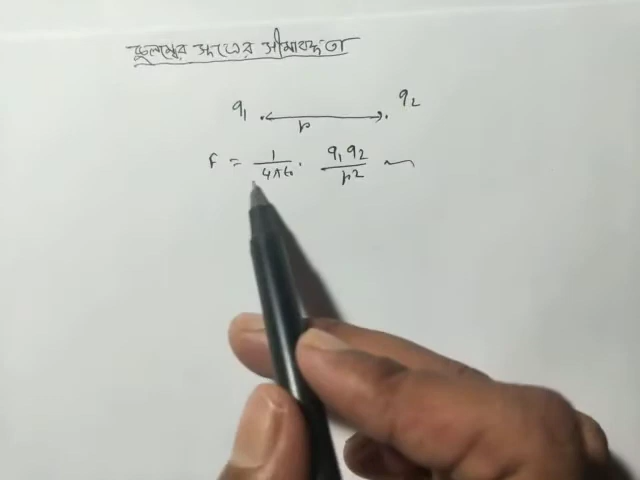 কুলম্বের সূত্রের সীমাবদ্ধতা
q₁ q₂
r
F = 1/4πε₀ · q₁q₂/r²